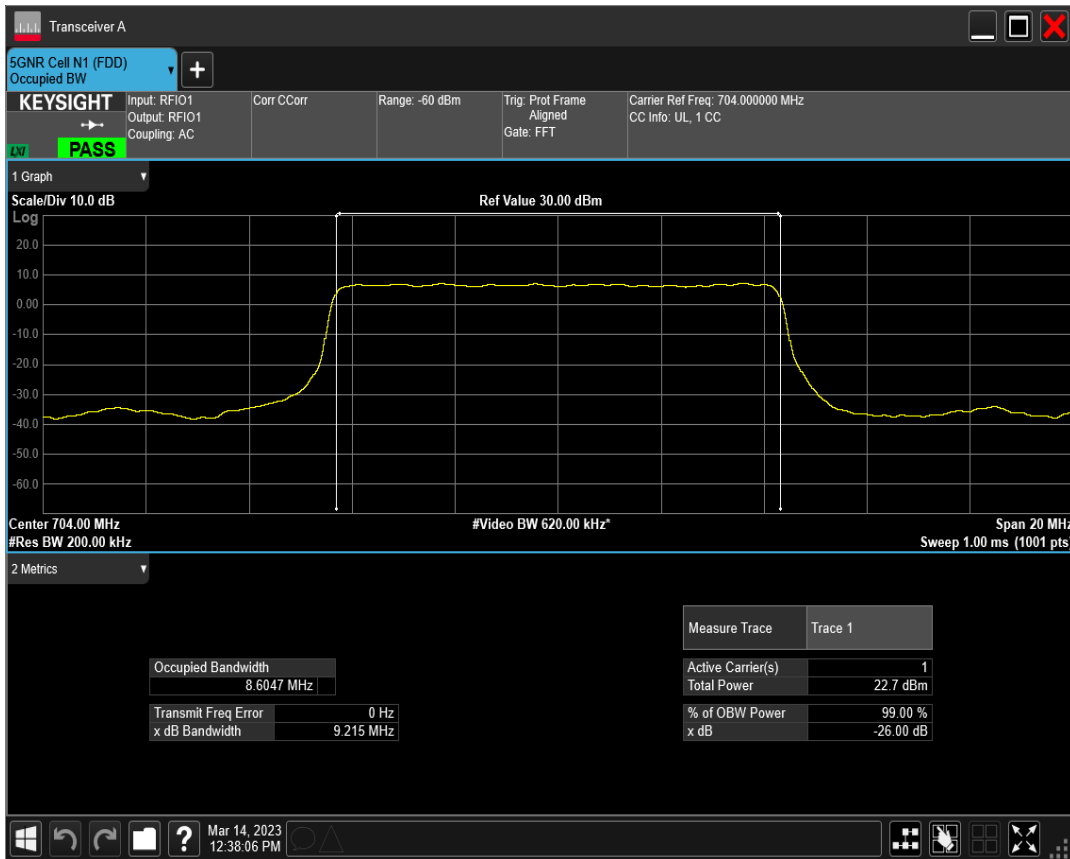 Transceiver A
5GNR Cell N1 (FDD)
Occupied BW
+
KEYSIGHT
LXI
PASS
Input: RFIO1
Output: RFIO1
Coupling: AC
Corr CCorr
Range: -60 dBm
Trig: Prot Frame
Aligned
Gate: FFT
Carrier Ref Freq: 704.000000 MHz
CC Info: UL, 1 CC
1 Graph
Scale/Div 10.0 dB
Ref Value 30.00 dBm
Log
20.0
10.0
0.00
-10.0
-20.0
-30.0
-40.0
-50.0
-60.0
Center 704.00 MHz
#Video BW 620.00 kHz*
Span 20 MHz
#Res BW 200.00 kHz
Sweep 1.00 ms (1001 pts)
2 Metrics
Measure Trace
Trace 1
Occupied Bandwidth
8.6047 MHz
Active Carrier(s)
1
Total Power
22.7 dBm
Transmit Freq Error
0 Hz
x dB Bandwidth
9.215 MHz
% of OBW Power
99.00 %
x dB
-26.00 dB
?
Mar 14, 2023
12:38:06 PM